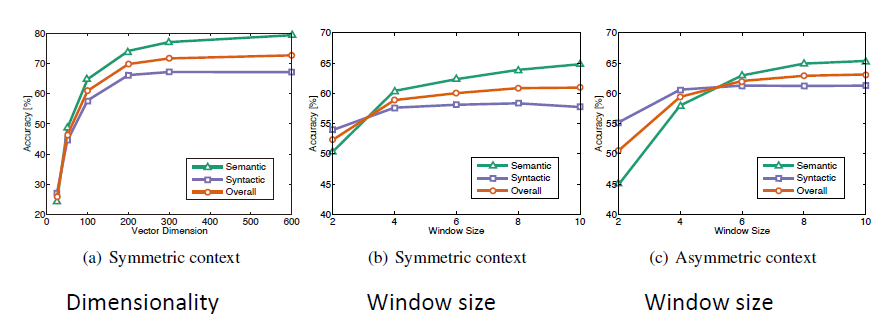 80
70
60
50
40
30
20
0 100 200 300 400 500 600
Accuracy [%]
Vector Dimension
Semantic
Syntactic
Overall
(a) Symmetric context
Dimensionality
70
65
60
55
50
45
40
2 4 6 8 10
Accuracy [%]
Window Size
Semantic
Syntactic
Overall
(b) Symmetric context
Window size
70
65
60
55
50
45
40
2 4 6 8 10
Accuracy [%]
Window Size
Semantic
Syntactic
Overall
(c) Asymmetric context
Window size